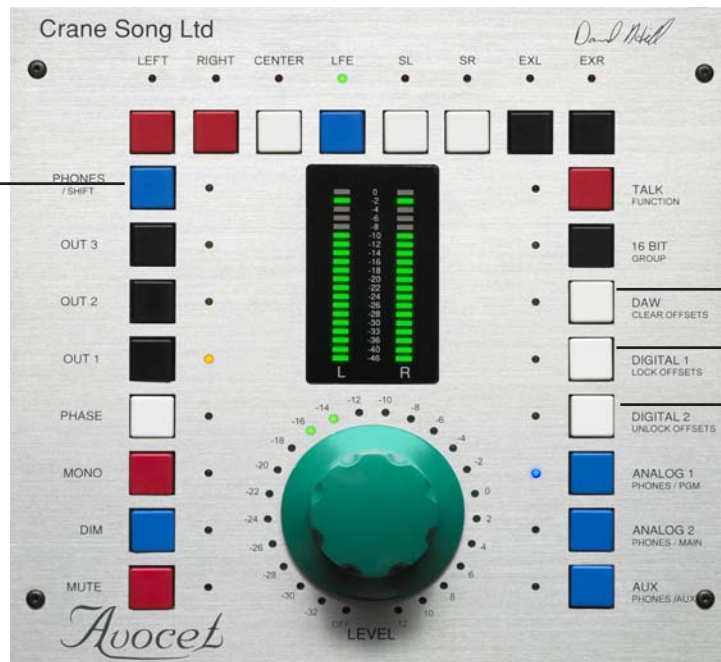 Crane Song Ltd
LEFT RIGHT CENTER LFE SL SR EXL EXR
PHONES
/ SHIFT
OUT 3
OUT 2
OUT 1
PHASE
MONO
DIM
MUTE
0
-2
-4
-6
-8
-10
-12
-14
-16
-18
-20
-22
-24
-26
-28
-30
-33
-36
-40
-46
L R
TALK
FUNCTION
16 BIT
GROUP
DAW
CLEAR OFFSETS
DIGITAL 1
LOCK OFFSETS
DIGITAL 2
UNLOCK OFFSETS
ANALOG 1
PHONES / PGM
ANALOG 2
PHONES / MAIN
AUX
PHONES /AUX
OFF -32 -30 -28 -26 -24 -22 -20 -18 -16 -14 -12 -10 -8 -6 -4 -2 0 2 4 6 8 10 12
LEVEL
Avocet